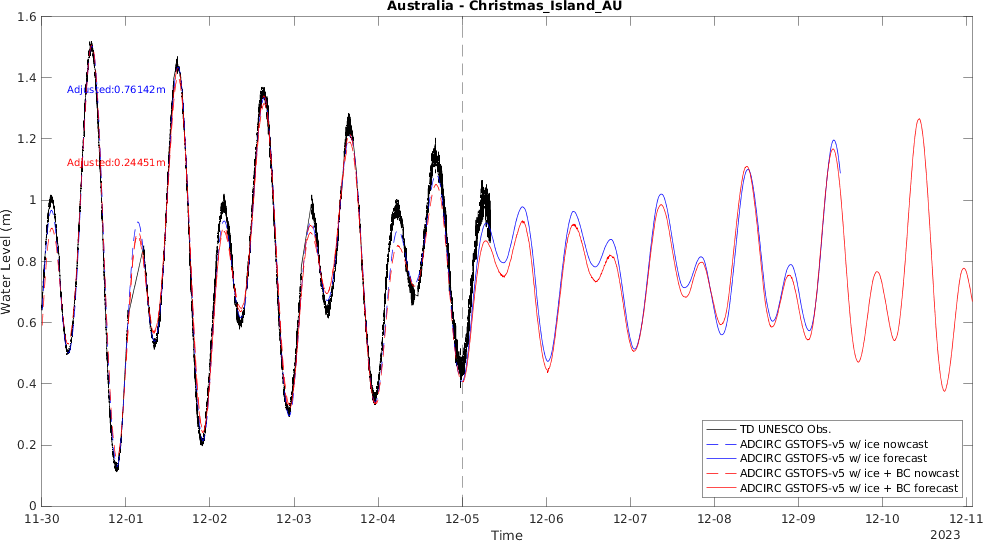 Australia - Christmas_Island_AU
1.6
1.4
1.2
1
0.8
0.6
0.4
0.2
0
Water Level (m)
Adjusted:0.76142m
Adjusted:0.24451m
TD UNESCO Obs.
ADCIRC GSTOFS-v5 w/ ice nowcast
ADCIRC GSTOFS-v5 w/ ice forecast
ADCIRC GSTOFS-v5 w/ ice + BC nowcast
ADCIRC GSTOFS-v5 w/ ice + BC forecast
11-30 12-01 12-02 12-03 12-04 12-05 12-06 12-07 12-08 12-09 12-10 12-11
Time
2023